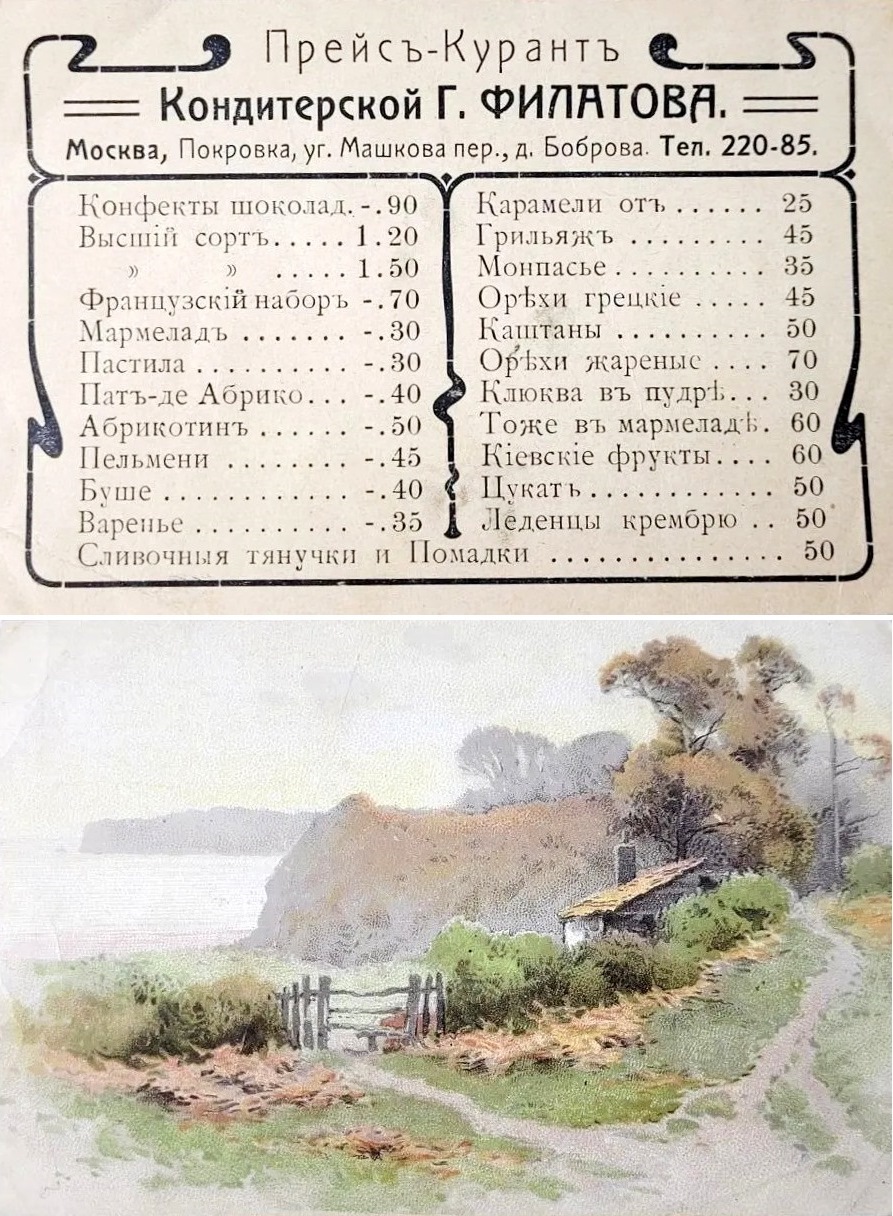 Прейсъ-Курантъ
Кондитерской Г. ФИЛАТОВА.
Москва, Покровка, уг. Машкова пер., д. Боброва. Тел. 220-85.
Конфекты шоколад. -.90
Высшій сортъ..... 1.20
» » ..... 1.50
Французскій наборъ -.70
Мармеладъ ....... -.30
Пастила .......... -.30
Патъ-де Абрико... -.40
Абрикотинъ ...... -.50
Пельмени ........ -.45
Буше ............ -.40
Варенье .......... -.35
Карамели отъ ...... 25
Грильяжъ ......... 45
Монпасье .......... 35
Орѣхи грецкіе ..... 45
Каштаны .......... 50
Орѣхи жареные .... 70
Клюква въ пудрѣ... 30
Тоже въ мармеладѣ. 60
Кіевскіе фрукты.... 60
Цукатъ ............ 50
Леденцы крембрю .. 50
Сливочныя тянучки и Помадки ............... 50